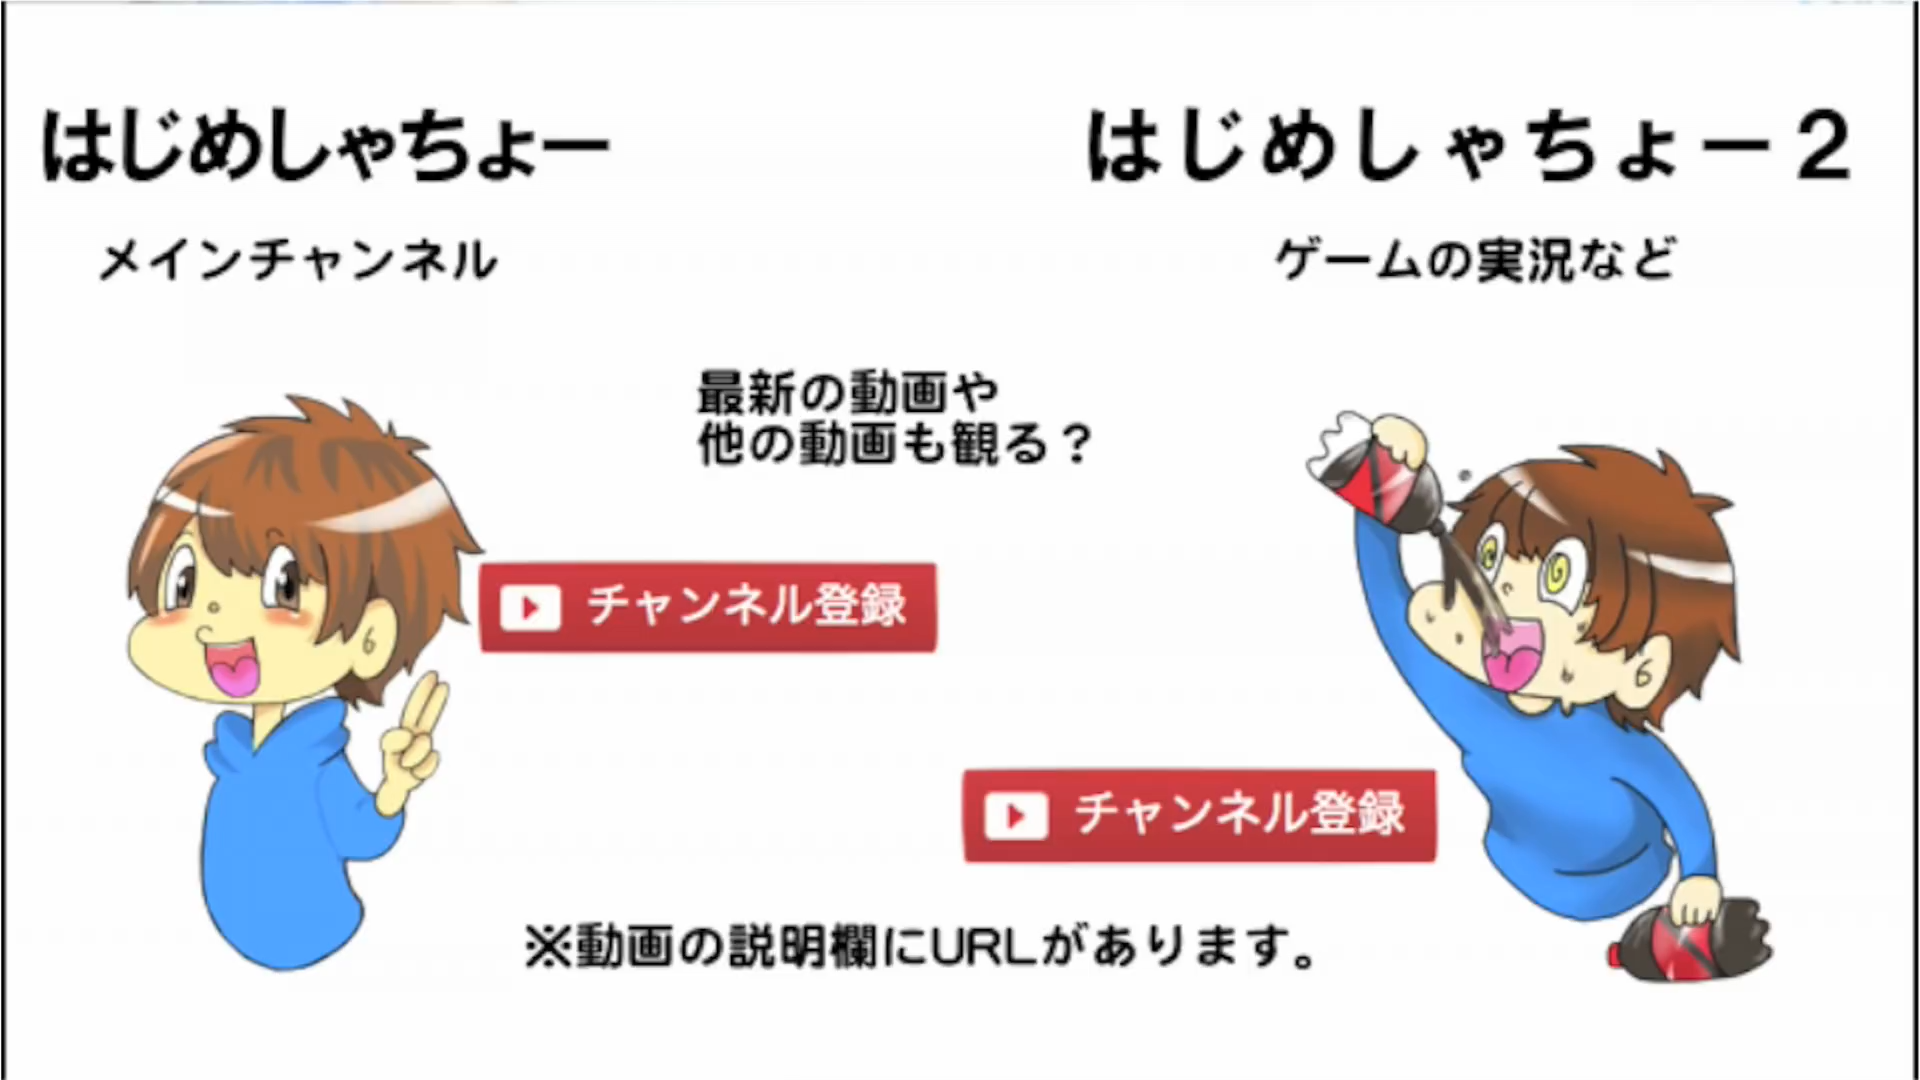 はじめしゃちょー
はじめしゃちょー２
メインチャンネル
ゲームの実況など
最新の動画や
他の動画も観る？
チャンネル登録
チャンネル登録
※動画の説明欄にURLがあります。